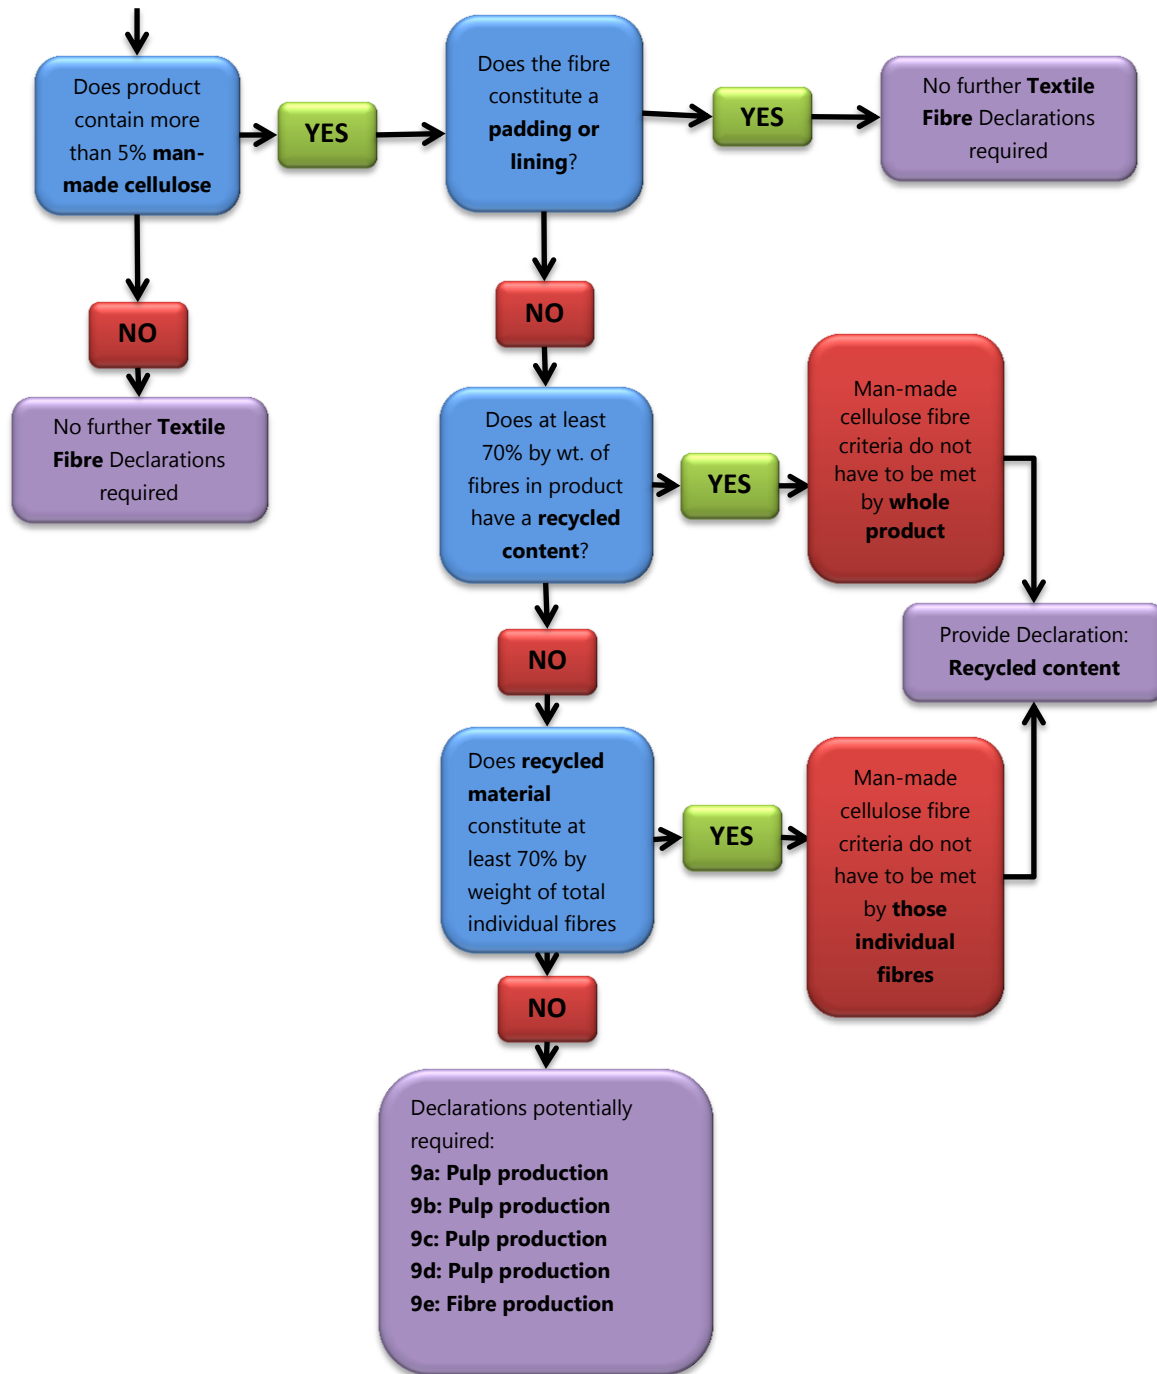 Does product
contain more
than 5% man-
made cellulose
YES
Does the fibre
constitute a
padding or
lining?
YES
No further Textile
Fibre Declarations
required
NO
No further Textile
Fibre Declarations
required
NO
Does at least
70% by wt. of
fibres in product
have a recycled
content?
YES
Man-made
cellulose fibre
criteria do not
have to be met
by whole
product
Provide Declaration:
Recycled content
NO
Does recycled
material
constitute at
least 70% by
weight of total
individual fibres
YES
Man-made
cellulose fibre
criteria do not
have to be met
by those
individual
fibres
NO
Declarations potentially
required:
9a: Pulp production
9b: Pulp production
9c: Pulp production
9d: Pulp production
9e: Fibre production